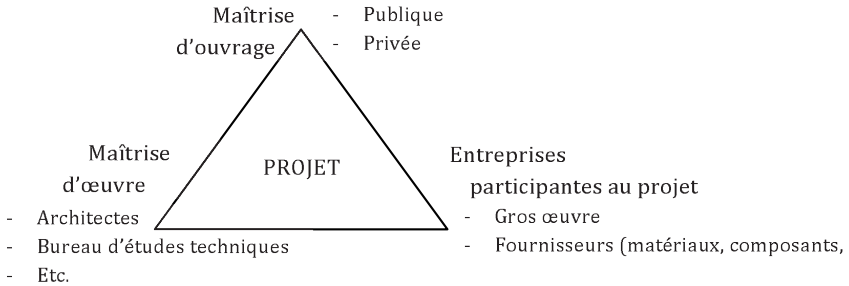 Maîtrise
d'ouvrage
- Publique
- Privée
Maîtrise
d'œuvre
- Architectes
- Bureau d'études techniques
- Etc.
PROJET
Entreprises
participantes au projet
- Gros œuvre
- Fournisseurs (matériaux, composants,